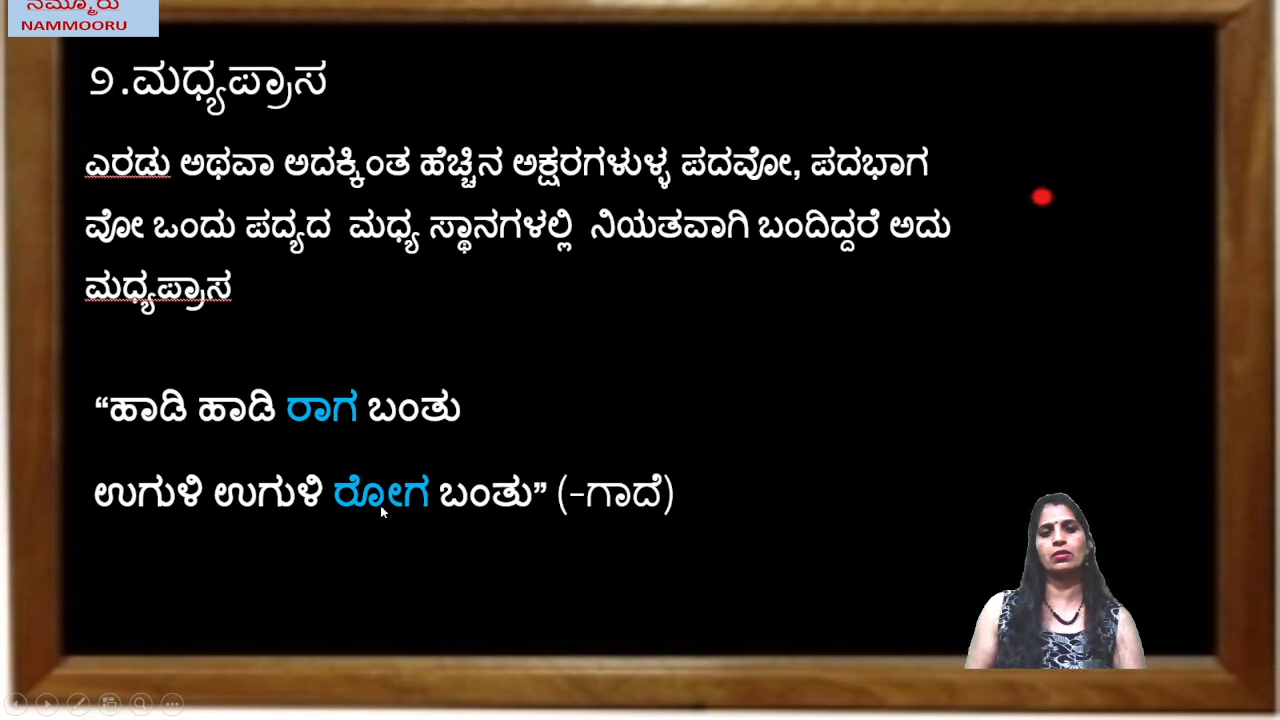 ನಮ್ಮೂರು
NAMMOORU
೨.ಮಧ್ಯಪ್ರಾಸ
ಎರಡು ಅಥವಾ ಅದಕ್ಕಿಂತ ಹೆಚ್ಚಿನ ಅಕ್ಷರಗಳುಳ್ಳ ಪದವೋ, ಪದಭಾಗ
ವೋ ಒಂದು ಪದ್ಯದ ಮಧ್ಯ ಸ್ಥಾನಗಳಲ್ಲಿ ನಿಯತವಾಗಿ ಬಂದಿದ್ದರೆ ಅದು
ಮಧ್ಯಪ್ರಾಸ
“ಹಾಡಿ ಹಾಡಿ ರಾಗ ಬಂತು
ಉಗುಳಿ ಉಗುಳಿ ರೋಗ ಬಂತು” (-ಗಾದೆ)